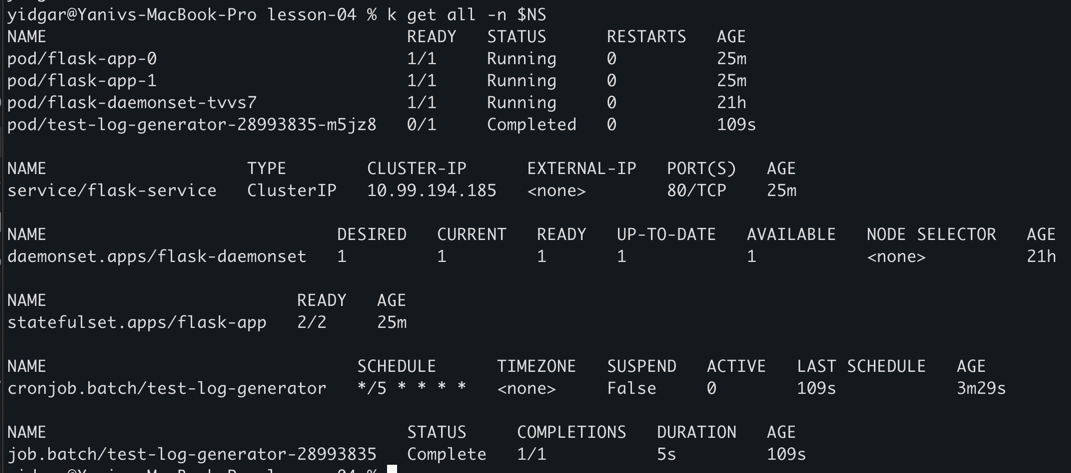 yidgar@Yanivs-MacBook-Pro lesson-04 % k get all -n $NS
NAME READY STATUS RESTARTS AGE
pod/flask-app-0 1/1 Running 0 25m
pod/flask-app-1 1/1 Running 0 25m
pod/flask-daemonset-tvvs7 1/1 Running 0 21h
pod/test-log-generator-28993835-m5jz8 0/1 Completed 0 109s
NAME TYPE CLUSTER-IP EXTERNAL-IP PORT(S) AGE
service/flask-service ClusterIP 10.99.194.185 <none> 80/TCP 25m
NAME DESIRED CURRENT READY UP-TO-DATE AVAILABLE NODE SELECTOR AGE
daemonset.apps/flask-daemonset 1 1 1 1 1 <none> 21h
NAME READY AGE
statefulset.apps/flask-app 2/2 25m
NAME SCHEDULE TIMEZONE SUSPEND ACTIVE LAST SCHEDULE AGE
cronjob.batch/test-log-generator */5 * * * * <none> False 0 109s 3m29s
NAME STATUS COMPLETIONS DURATION AGE
job.batch/test-log-generator-28993835 Complete 1/1 5s 109s
yidgar@Yanivs-MacBook-Pro lesson-04 %